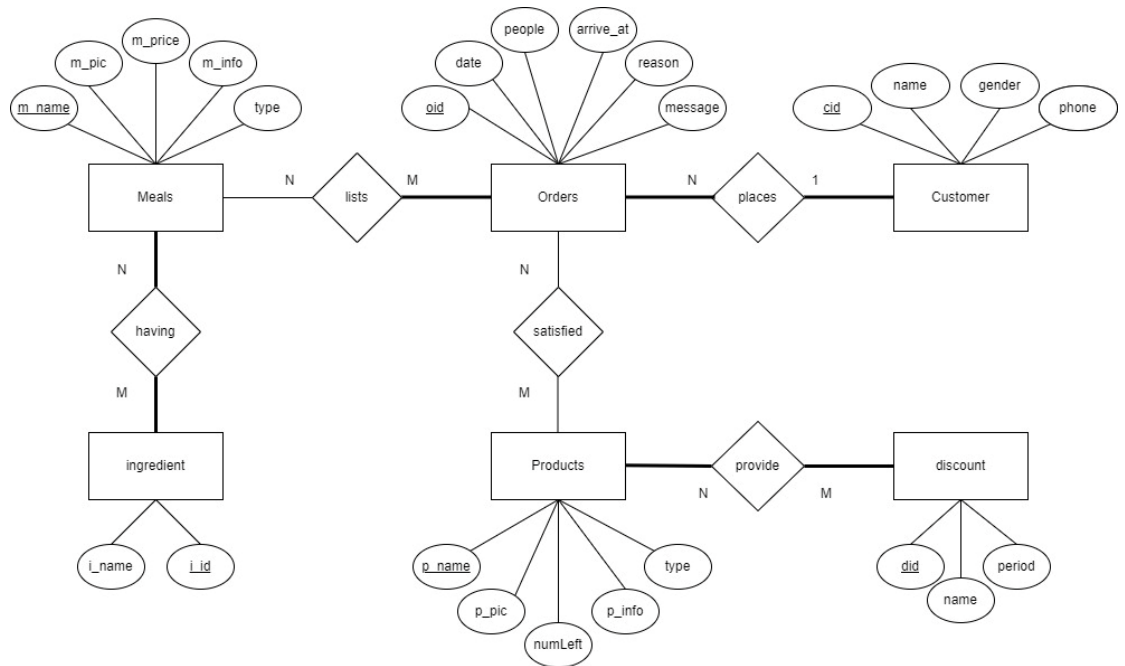 m_name
m_pic
m_price
m_info
type
oid
date
people
arrive_at
reason
message
cid
name
gender
phone
Meals
N
lists
M
Orders
N
places
1
Customer
N
having
M
N
satisfied
M
ingredient
i_name
i_id
Products
N
provide
M
discount
p_name
p_pic
numLeft
p_info
type
did
name
period